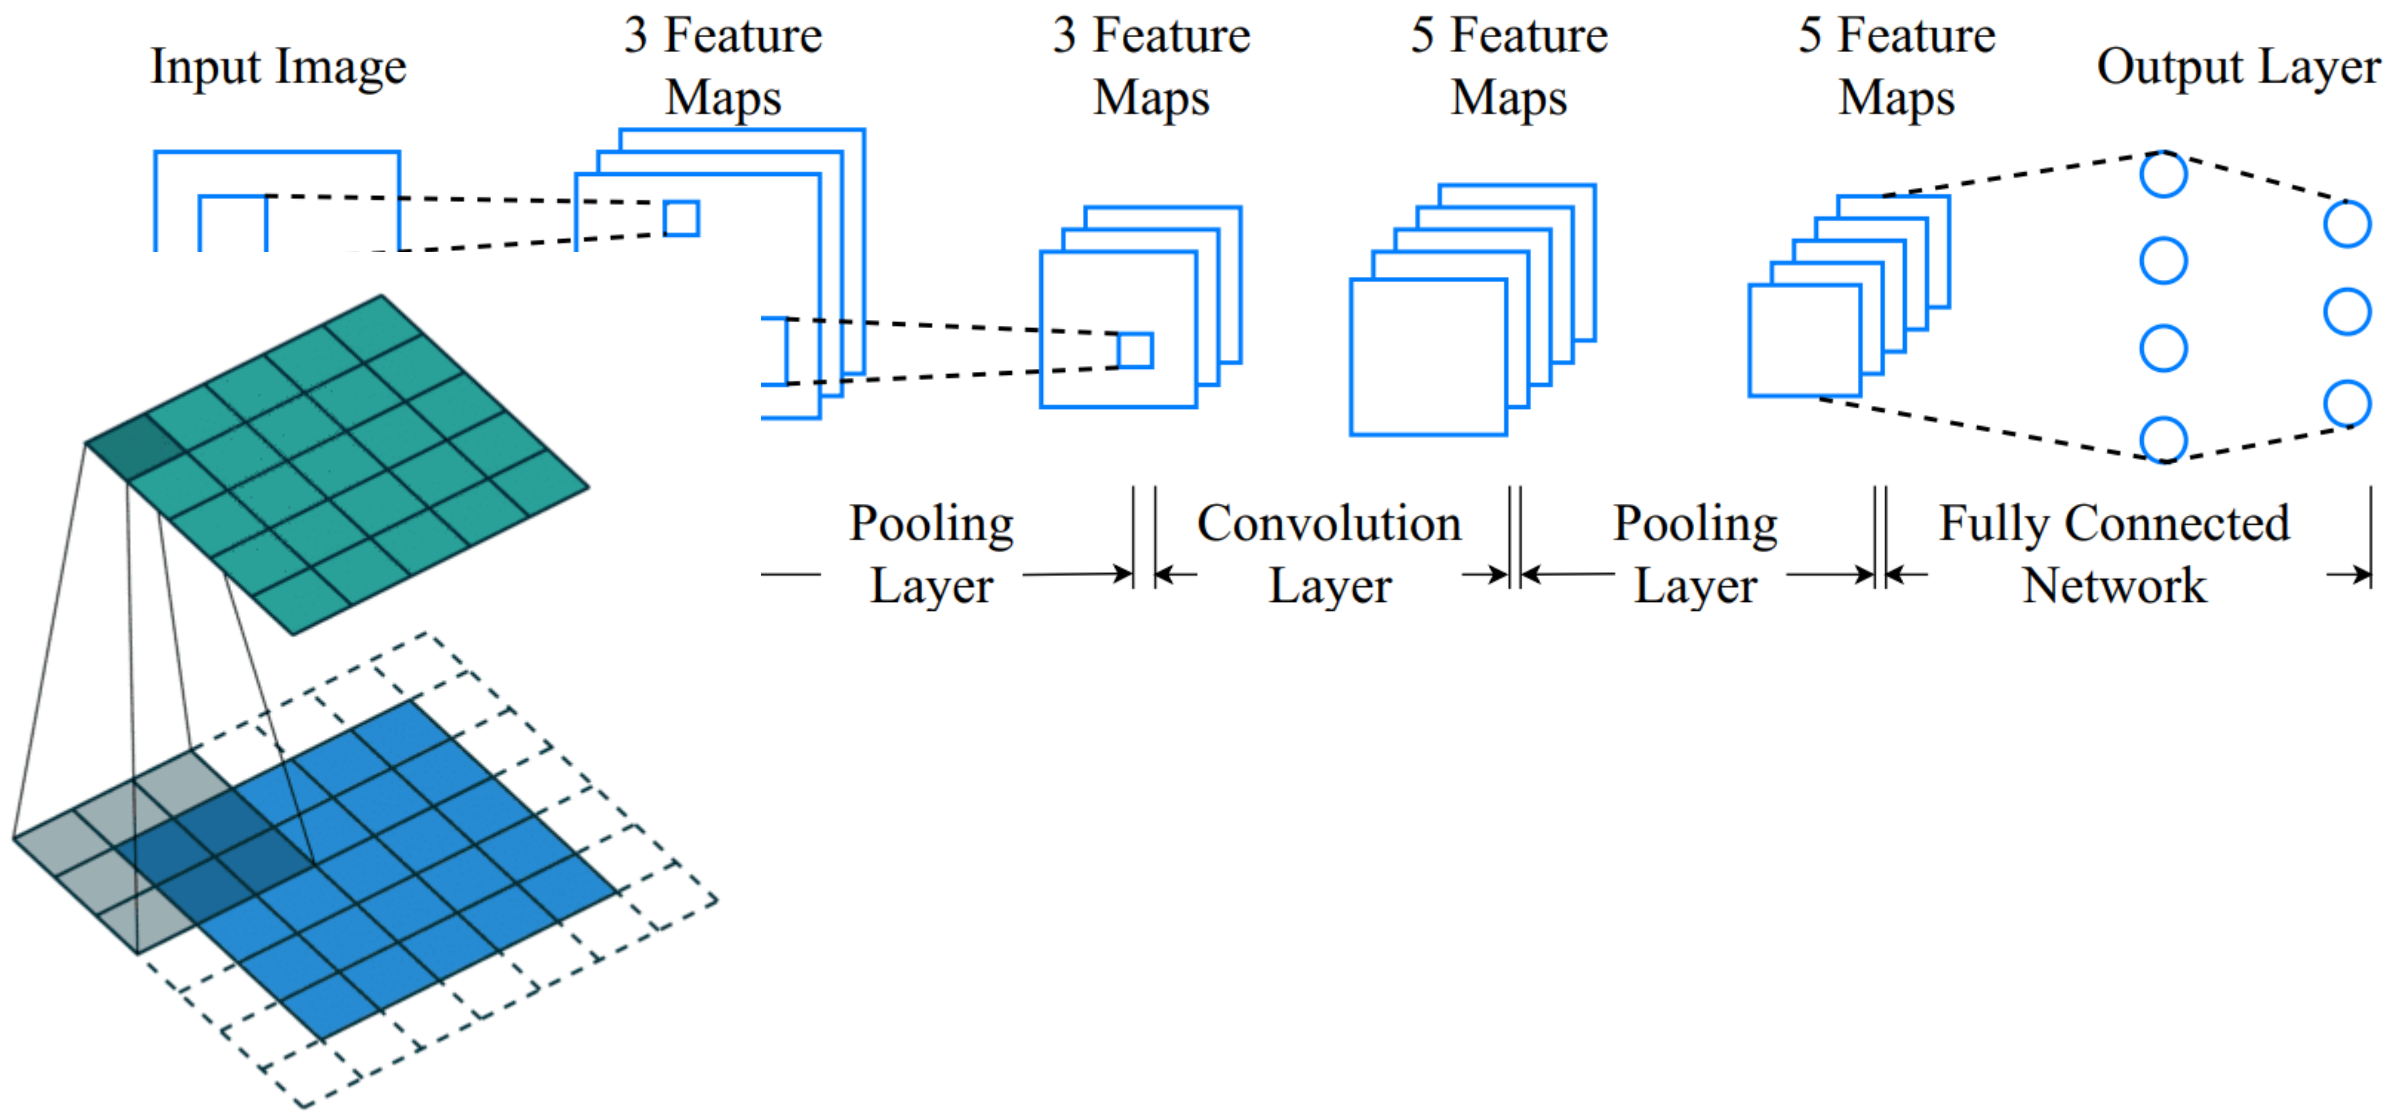 Input Image
3 Feature
Maps
3 Feature
Maps
5 Feature
Maps
5 Feature
Maps
Output Layer
Pooling
Layer
Convolution
Layer
Pooling
Layer
Fully Connected
Network